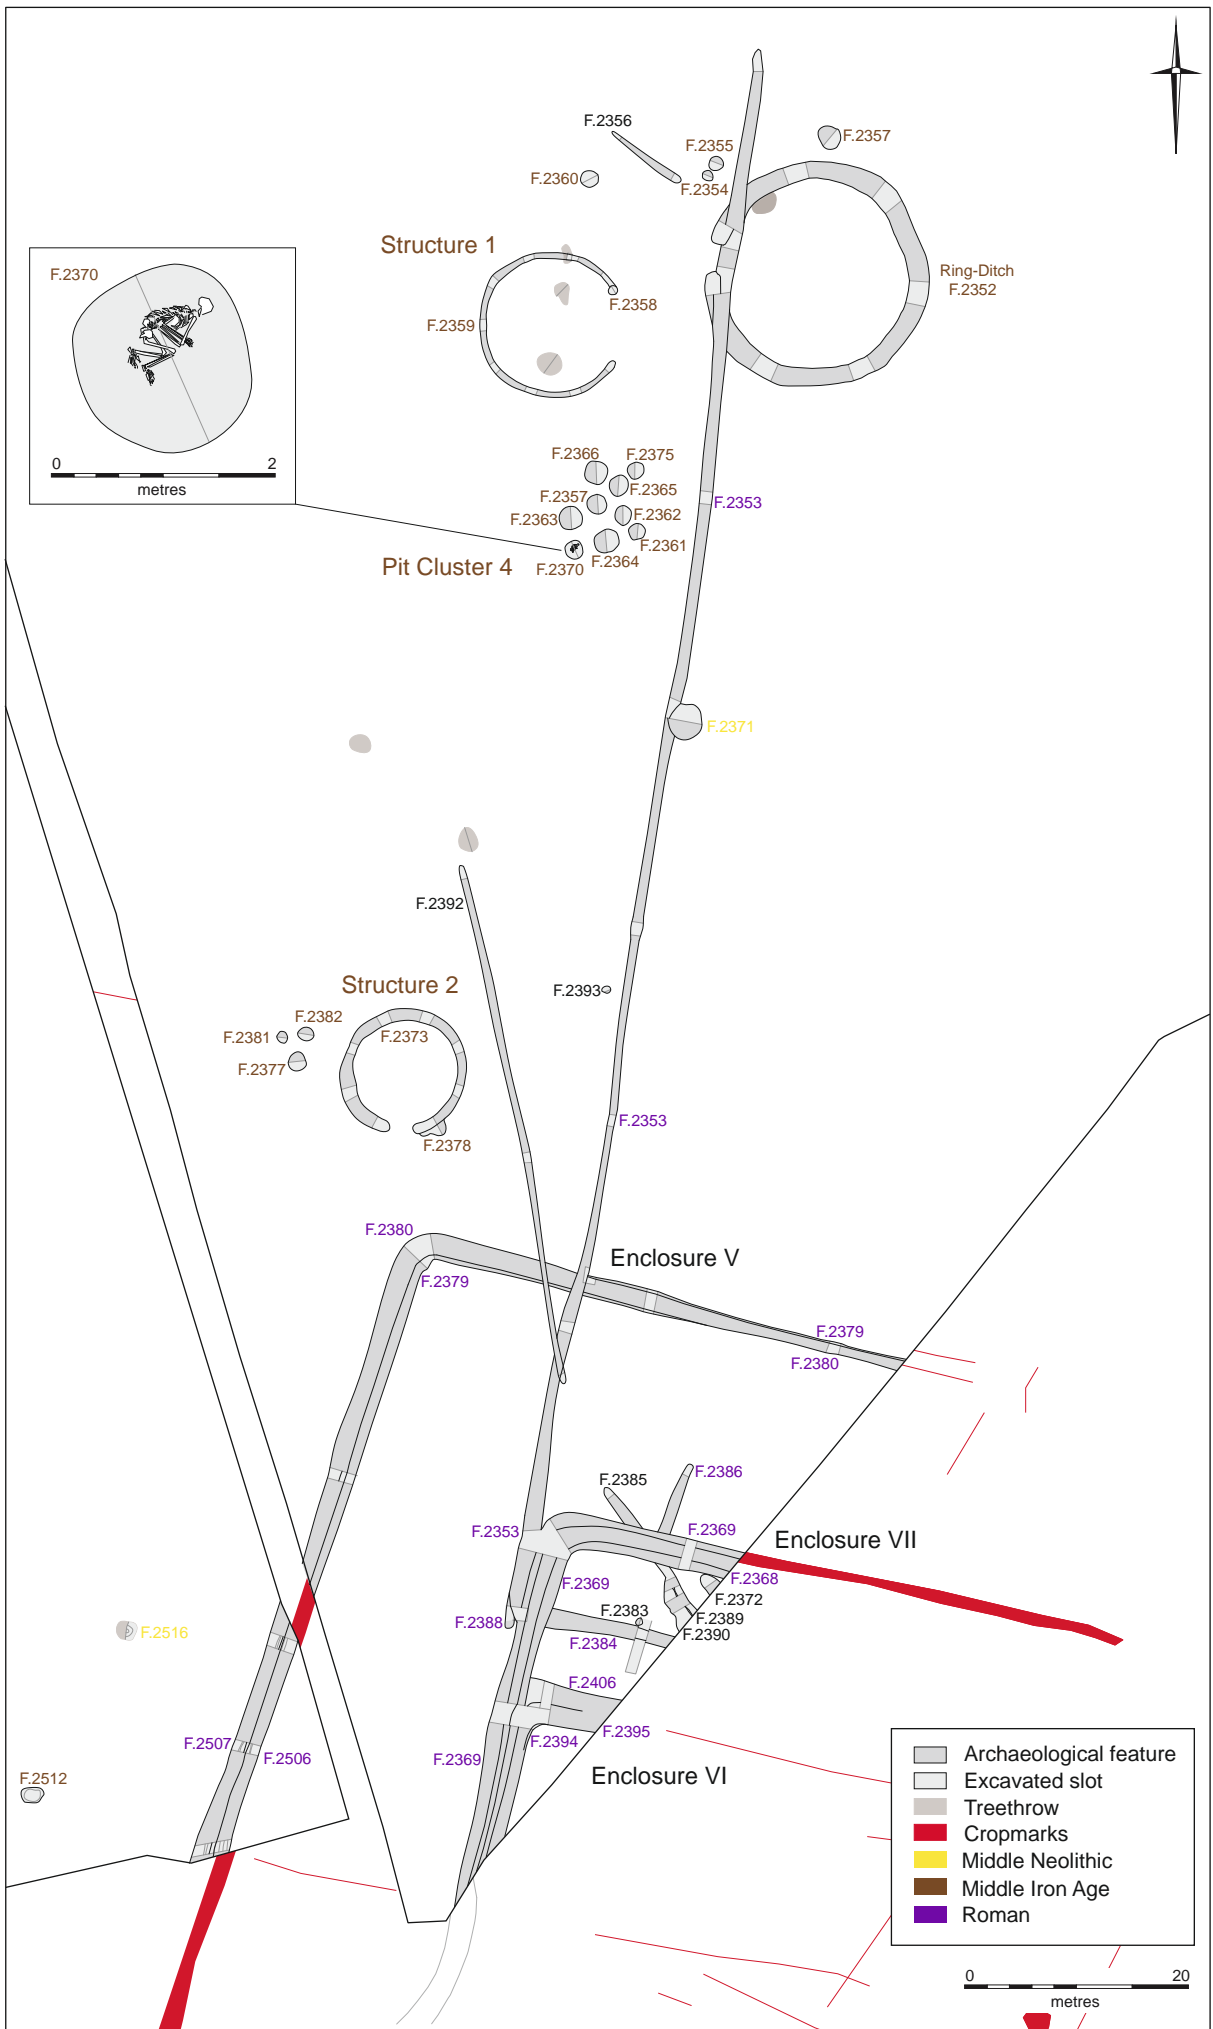 F.2356
F.2355
F.2357
F.2360
F.2354
Structure 1
F.2370
Ring-Ditch
F.2352
F.2358
F.2359
0 2
metres
F.2366
F.2375
F.2365
F.2357
F.2353
F.2363
F.2362
F.2361
F.2364
Pit Cluster 4
F.2370
F.2371
F.2392
Structure 2
F.2393
F.2382
F.2381
F.2373
F.2377
F.2353
F.2378
F.2380
Enclosure V
F.2379
F.2379
F.2380
F.2386
F.2385
F.2353
F.2369
Enclosure VII
F.2368
F.2369
F.2372
F.2383
F.2389
F.2388
F.2390
F.2516
F.2384
F.2406
F.2507
F.2395
F.2394
F.2506
F.2369
Enclosure VI
F.2512
Archaeological feature
Excavated slot
Treethrow
Cropmarks
Middle Neolithic
Middle Iron Age
Roman
0 20
metres